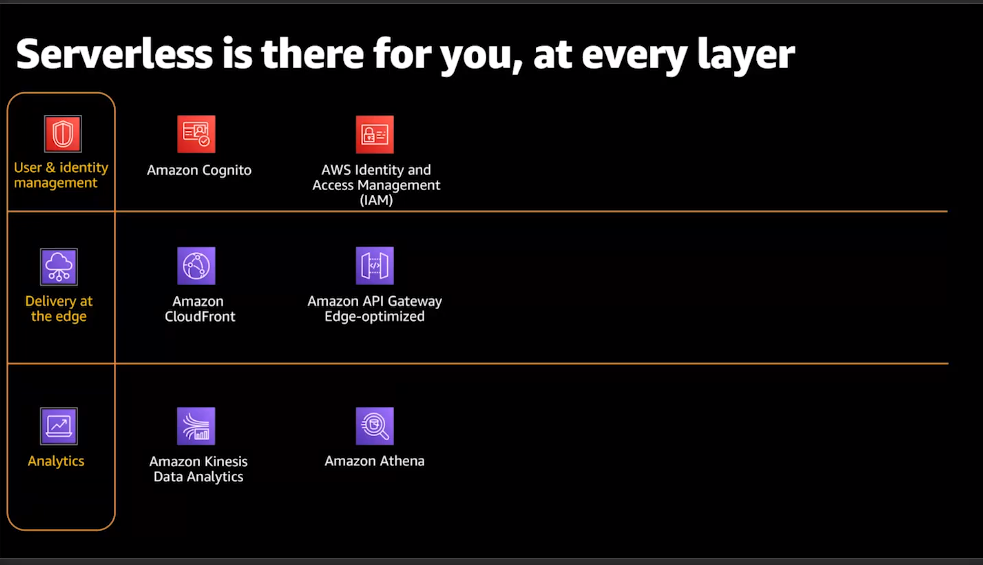 Serverless is there for you, at every layer
User & identity
management
Amazon Cognito
AWS Identity and
Access Management
(IAM)
Delivery at
the edge
Amazon
CloudFront
Amazon API Gateway
Edge-optimized
Analytics
Amazon Kinesis
Data Analytics
Amazon Athena